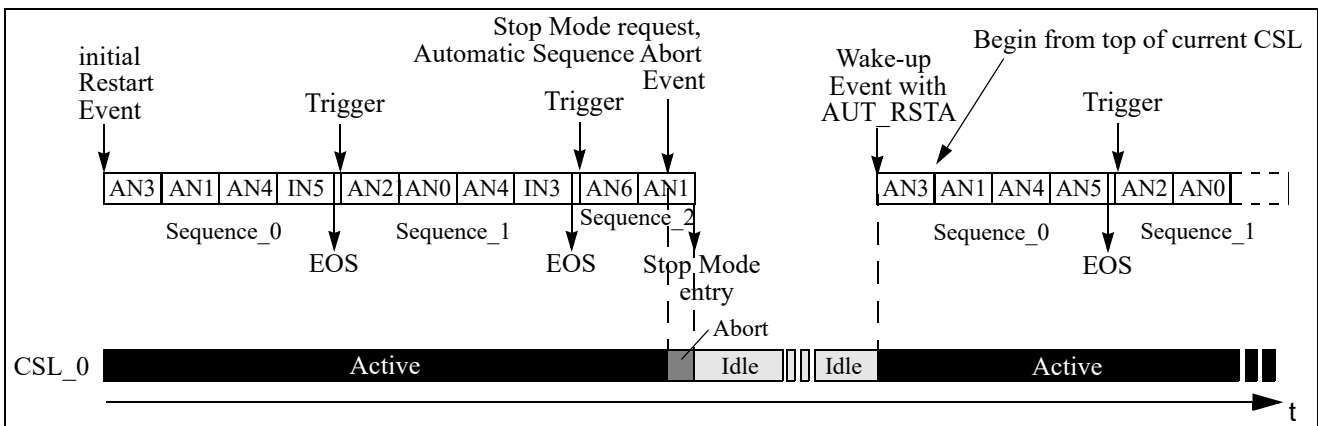 Stop Mode request,
Automatic Sequence Abort
Event
initial
Restart
Event
Trigger
Trigger
Wake-up
Event with
AUT_RSTA
Begin from top of current CSL
Trigger
AN3 AN1 AN4 IN5 AN21AN0 AN4 IN3 AN6 AN1
AN3 AN1 AN4 AN5 AN2 AN0
Sequence_0
Sequence_1
Sequence_2
Sequence_0
Sequence_1
EOS
EOS
Stop Mode
entry
EOS
Abort
CSL_0
Active
Idle
Idle
Active
t